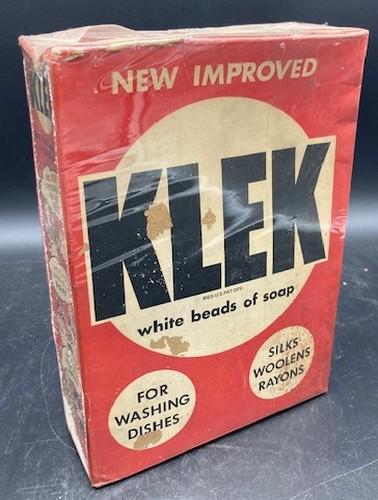 NEW IMPROVED
KLEK
REG U.S. PAT. OFF.
white beads of soap
FOR
WASHING
DISHES
SILKS
WOOLENS
RAYONS